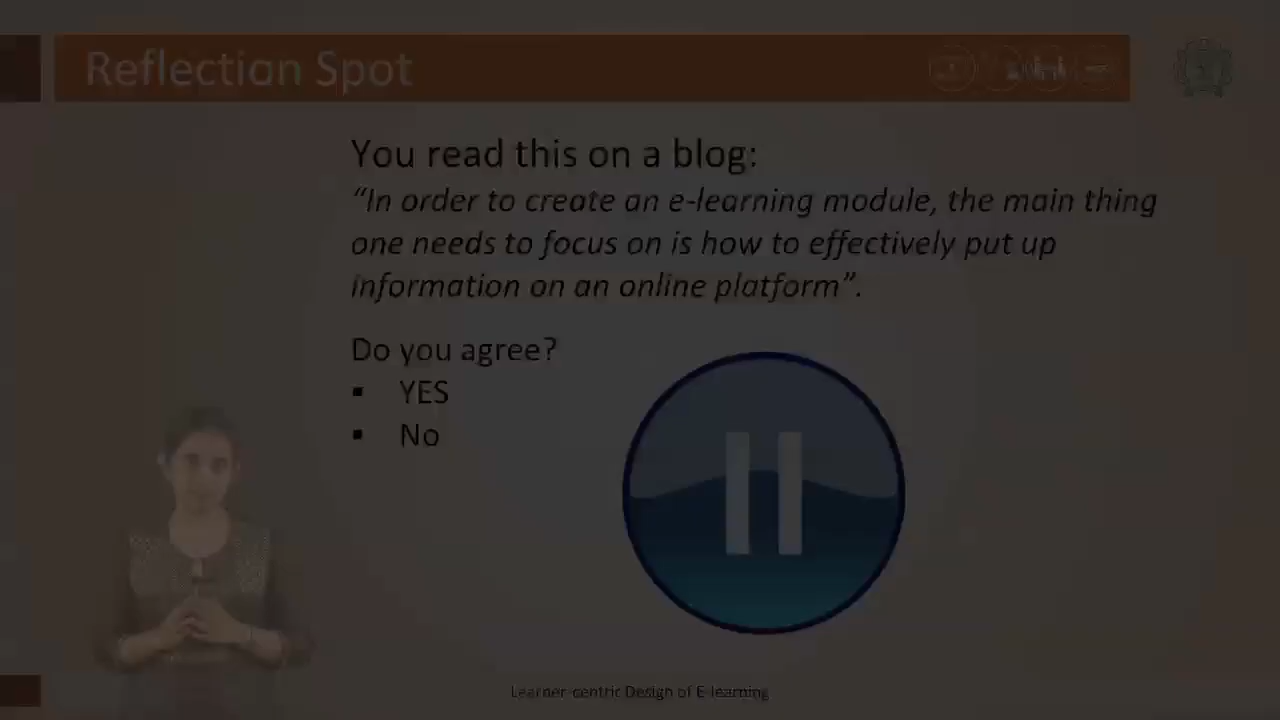 Reflection Spot
You read this on a blog:
“In order to create an e-learning module, the main thing
one needs to focus on is how to effectively put up
information on an online platform”.
Do you agree?
▪ YES
▪ No
Learner-centric Design of E-learning